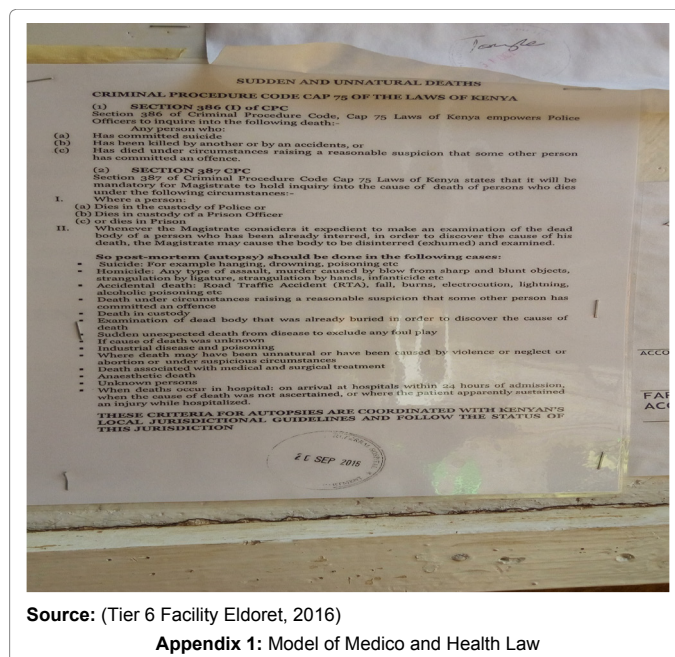 Temple
SUDDEN AND UNNATURAL DEATHS
CRIMINAL PROCEDURE CODE CAP 75 OF THE LAWS OF KENYA
(1) SECTION 386 (I) of CPC
Section 386 of Criminal Procedure Code, Cap 75 Laws of Kenya empowers Police
Officers to inquire into the following death:-
Any person who:
(a) Has committed suicide
(b) Has been killed by another or by an accidents, or
(c) Has died under circumstances raising a reasonable suspicion that some other person
has committed an offence.
(2) SECTION 387 CPC
Section 387 of Criminal Procedure Code Cap 75 Laws of Kenya states that it will be
mandatory for Magistrate to hold inquiry into the cause of death of persons who dies
under the following circumstances:-
I. Where a person:
(a) Dies in the custody of Police or
(b) Dies in custody of a Prison Officer
(c) or dies in Prison
II. Whenever the Magistrate considers it expedient to make an examination of the dead
body of a person who has been already interred, in order to discover the cause of his
death, the Magistrate may cause the body to be disinterred (exhumed) and examined.
So post-mortem (autopsy) should be done in the following cases:
▪ Suicide: For example hanging, drowning, poisoning etc
▪ Homicide: Any type of assault, murder caused by blow from sharp and blunt objects,
strangulation by ligature, strangulation by hands, infanticide etc
▪ Accidental death: Road Traffic Accident (RTA), fall, burns, electrocution, lightning,
alcoholic poisoning etc
▪ Death under circumstances raising a reasonable suspicion that some other person has
committed an offence
▪ Death in custody
▪ Examination of dead body that was already buried in order to discover the cause of
death
▪ Sudden unexpected death from disease to exclude any foul play
▪ If cause of death was unknown
▪ Industrial disease and poisoning
▪ Where death may have been unnatural or have been caused by violence or neglect or
abortion or under suspicious circumstances
▪ Death associated with medical and surgical treatment
▪ Anaesthetic death
▪ Unknown persons
▪ When deaths occur in hospital: on arrival at hospitals within 24 hours of admission,
when the cause of death was not ascertained, or where the patient apparently sustained
an injury while hospitalized.
THESE CRITERIA FOR AUTOPSIES ARE COORDINATED WITH KENYAN'S
LOCAL JURISDICTIONAL GUIDELINES AND FOLLOW THE STATUS OF
THIS JURISDICTION
20 SEP 2016
ACCO
FAR
ACC
Source: (Tier 6 Facility Eldoret, 2016)
Appendix 1: Model of Medico and Health Law